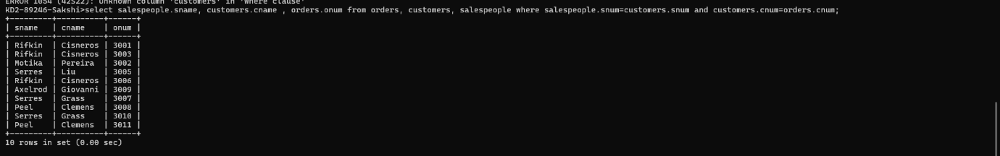 ERROR 1054 (42S22): Unknown column 'customers' in 'where clause'
KD2-89246-Sakshi>select salespeople.sname, customers.cname , orders.onum from orders, customers, salespeople where salespeople.snum=customers.snum and customers.cnum=orders.cnum;
+---------+----------+------+
| sname   | cname    | onum |
+---------+----------+------+
| Rifkin  | Cisneros | 3001 |
| Rifkin  | Cisneros | 3003 |
| Motika  | Pereira  | 3002 |
| Serres  | Liu      | 3005 |
| Rifkin  | Cisneros | 3006 |
| Axelrod | Giovanni | 3009 |
| Serres  | Grass    | 3007 |
| Peel    | Clemens  | 3008 |
| Serres  | Grass    | 3010 |
| Peel    | Clemens  | 3011 |
+---------+----------+------+
10 rows in set (0.00 sec)